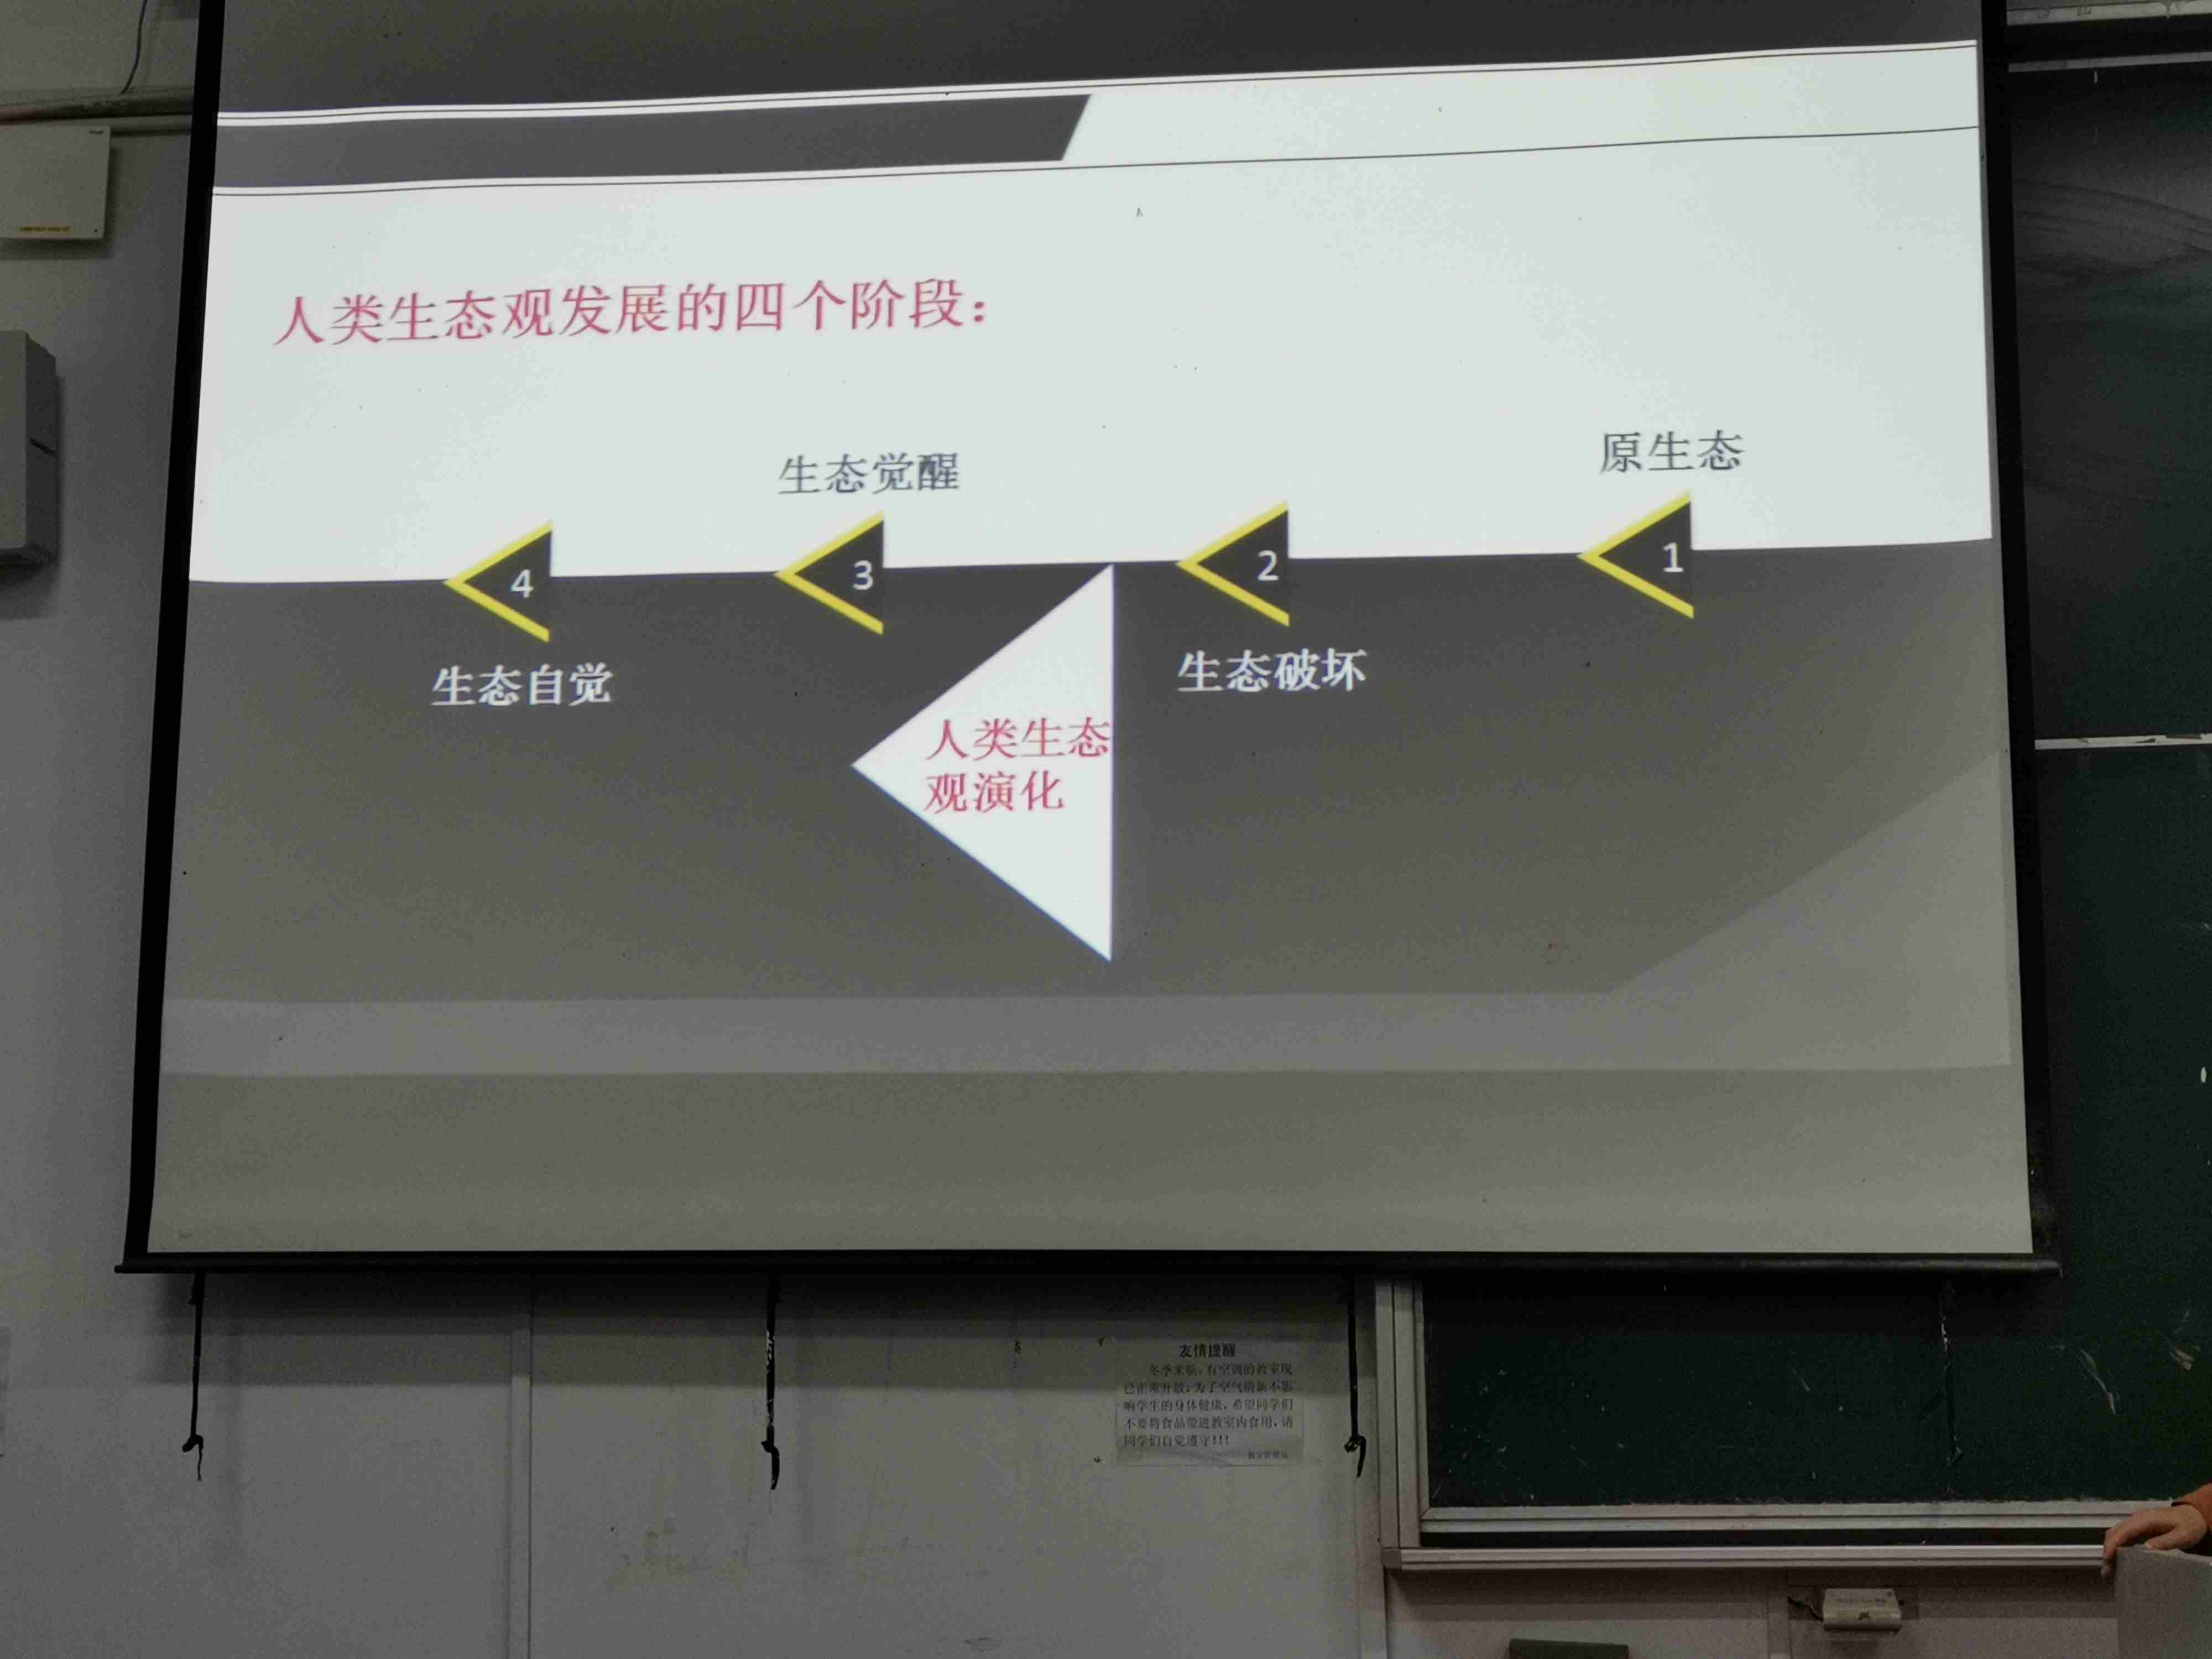 人类生态观发展的四个阶段：
生态觉醒
原生态
4
3
2
1
生态自觉
生态破坏
人类生态
观演化
友情提醒
冬季来临，有空调的教室现
已正常开放，为了空气清新不影
响学生的身体健康，希望同学们
不要将食品带进教室内食用，请
同学们自觉遵守！！！